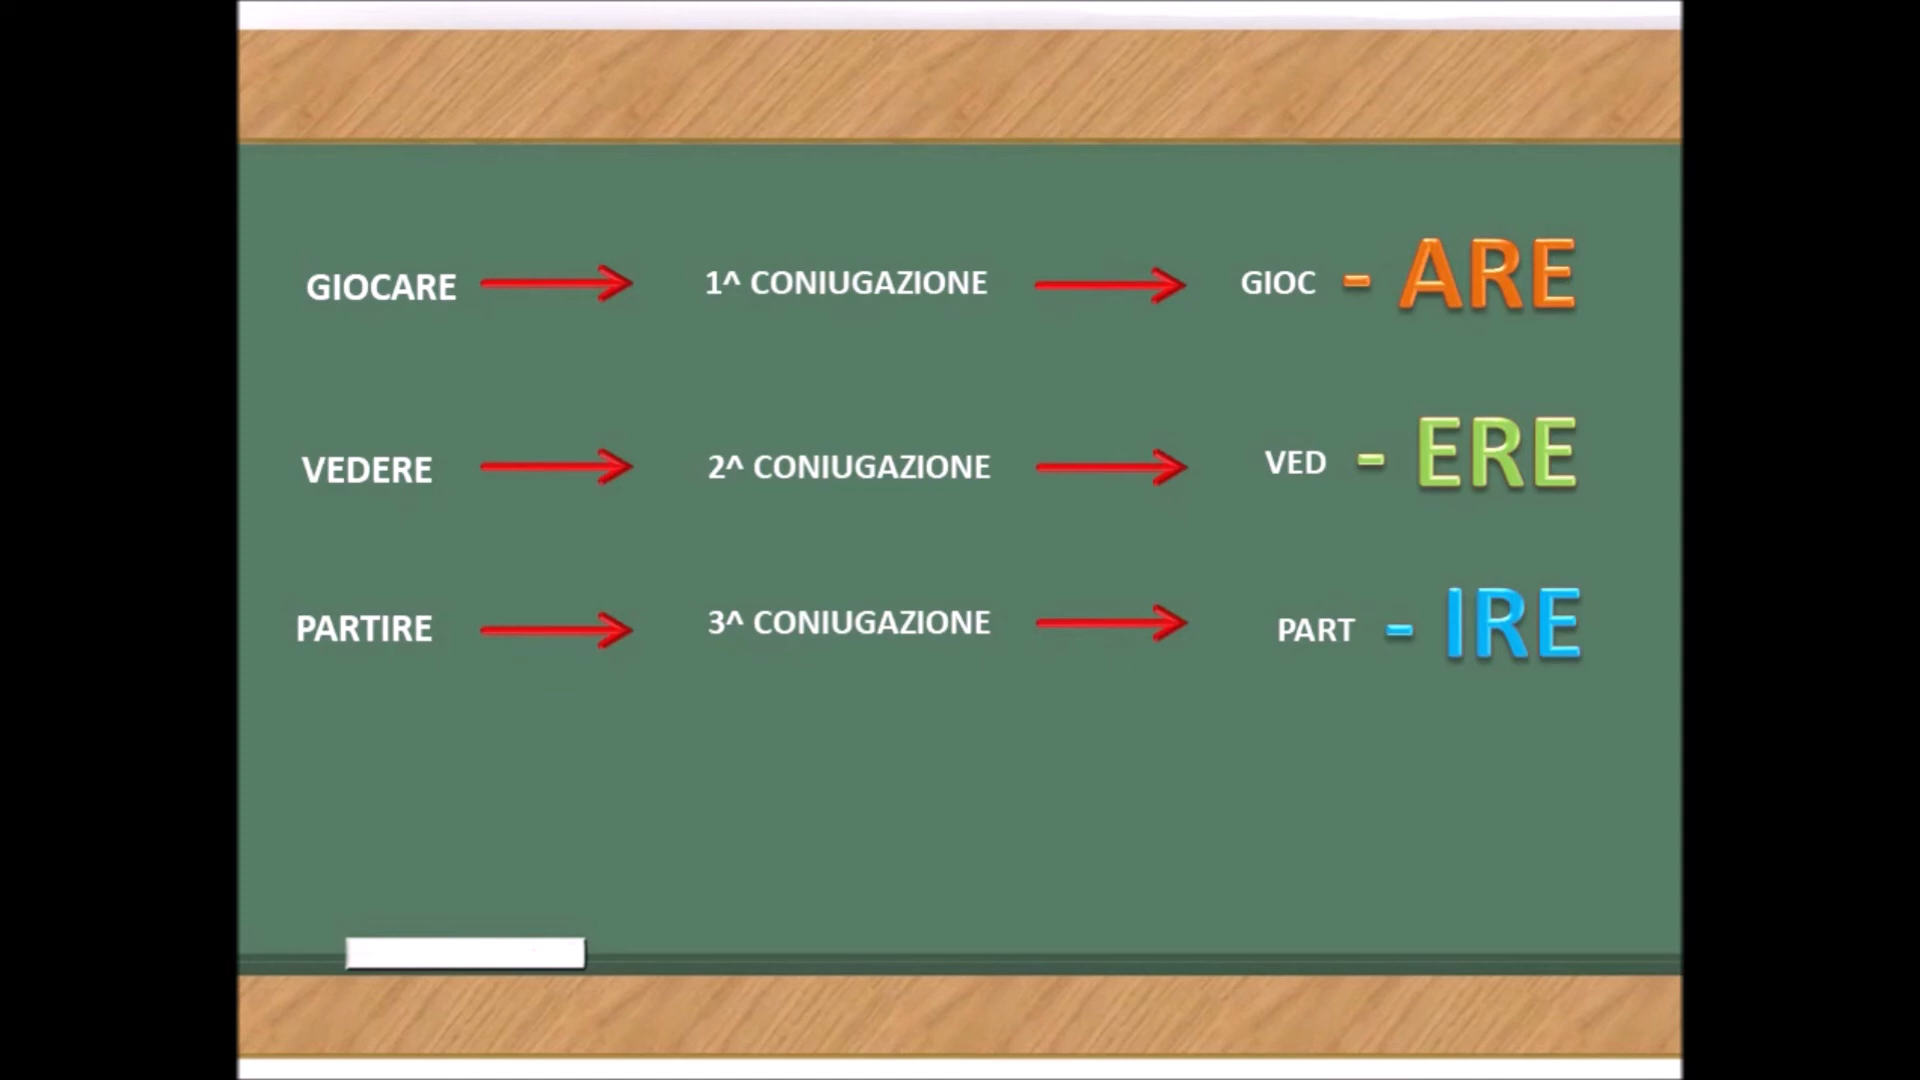 GIOCARE 1^ CONIUGAZIONE GIOC - ARE
VEDERE 2^ CONIUGAZIONE VED - ERE
PARTIRE 3^ CONIUGAZIONE PART - IRE